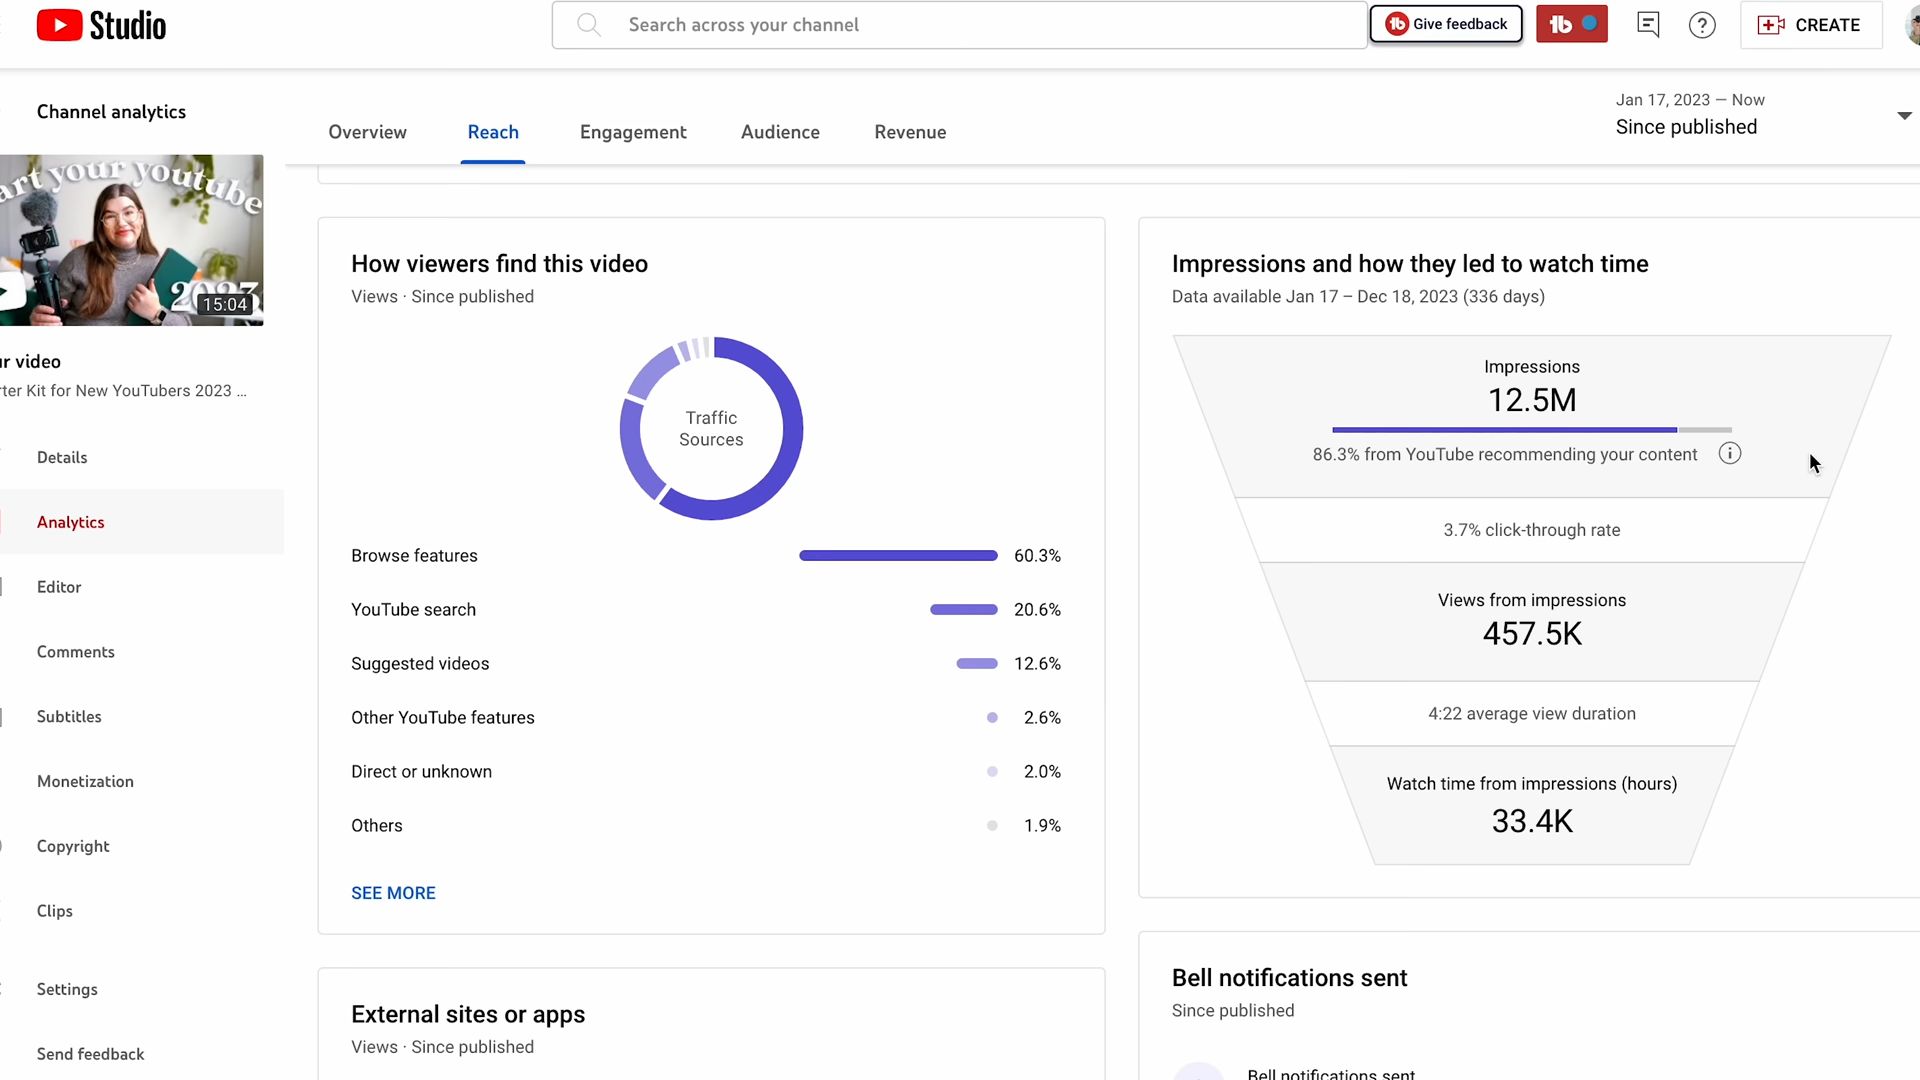 Studio
Search across your channel
Give feedback
CREATE
Channel analytics
Overview
Reach
Engagement
Audience
Revenue
Jan 17, 2023 – Now
Since published
art your youtube
2023
15:04
ur video
rter Kit for New YouTubers 2023 ...
Details
Analytics
Editor
Comments
Subtitles
Monetization
Copyright
Clips
Settings
Send feedback
How viewers find this video
Views · Since published
Traffic
Sources
Browse features 60.3%
YouTube search 20.6%
Suggested videos 12.6%
Other YouTube features 2.6%
Direct or unknown 2.0%
Others 1.9%
SEE MORE
External sites or apps
Views · Since published
Impressions and how they led to watch time
Data available Jan 17 – Dec 18, 2023 (336 days)
Impressions
12.5M
86.3% from YouTube recommending your content
3.7% click-through rate
Views from impressions
457.5K
4:22 average view duration
Watch time from impressions (hours)
33.4K
Bell notifications sent
Since published
Bell notifications sent